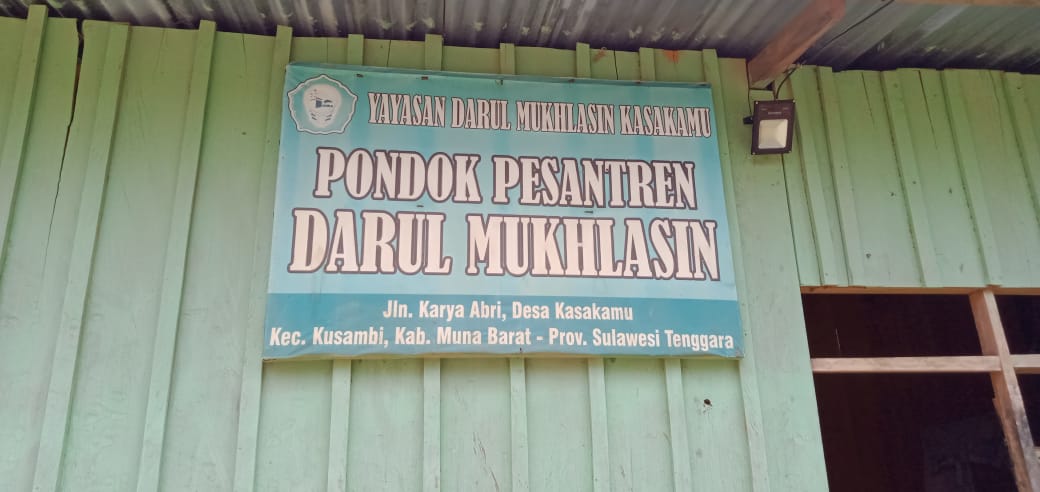 YAYASAN DARUL MUKHLASIN KASAKAMU
PONDOK PESANTREN
DARUL MUKHLASIN
Jln. Karya Abri, Desa Kasakamu
Kec. Kusambi, Kab. Muna Barat - Prov. Sulawesi Tenggara